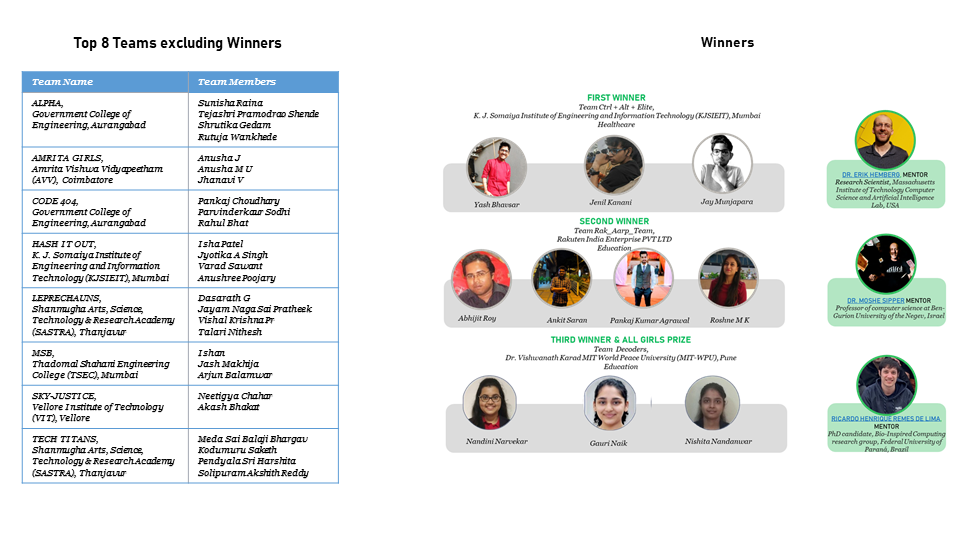 Top 8 Teams excluding Winners
Team Name
Team Members
ALPHA,
Government College of
Engineering, Aurangabad
Sunisha Raina
Tejashri Pramodrao Shende
Shrutika Gedam
Rutuja Wankhede
AMRITA GIRLS,
Amrita Vishwa Vidyapeetham
(AVV), Coimbatore
Anusha J
Anusha M U
Jhanavi V
CODE 404,
Government College of
Engineering, Aurangabad
Pankaj Choudhary
Parvinderkaur Sodhi
Rahul Bhat
HASH IT OUT,
K. J. Somaiya Institute of
Engineering and Information
Technology (KJSIEIT), Mumbai
Isha Patel
Jyotika A Singh
Varad Sawant
Anushree Poojary
LEPRECHAUNS,
Shanmugha Arts, Science,
Technology & Research Academy
(SASTRA), Thanjavur
Dasarath G
Jayam Naga Sai Pratheek
Vishal Krishna Pr
Talari Nithesh
MSB,
Thadomal Shahani Engineering
College (TSEC), Mumbai
Ishan
Jash Makhija
Arjun Balamwar
SKY-JUSTICE,
Vellore Institute of Technology
(VIT), Vellore
Neetigya Chahar
Akash Bhakat
TECH TITANS,
Shanmugha Arts, Science,
Technology & Research Academy
(SASTRA), Thanjavur
Meda Sai Balaji Bhargav
Kodumuru Saketh
Pendyala Sri Harshita
Solipuram Akshith Reddy
Winners
FIRST WINNER
Team Ctrl + Alt + Elite,
K. J. Somaiya Institute of Engineering and Information Technology (KJSIEIT), Mumbai
Healthcare
Yash Bhavsar
Jenil Kanani
Jay Munjapara
SECOND WINNER
Team Rak_Aarp_Team,
Rakuten India Enterprise PVT LTD
Education
Abhijit Roy
Ankit Saran
Pankaj Kumar Agrawal
Roshne M K
THIRD WINNER & ALL GIRLS PRIZE
Team Decoders,
Dr. Vishwanath Karad MIT World Peace University (MIT-WPU), Pune
Education
Nandini Narvekar
Gauri Naik
Nishita Nandanwar
DR. ERIK HEMBERG, MENTOR
Research Scientist, Massachusetts
Institute of Technology Computer
Science and Artificial Intelligence
Lab, USA
DR. MOSHE SIPPER MENTOR
Professor of computer science at Ben-
Gurion University of the Negev, Israel
RICARDO HENRIQUE REMES DE LIMA,
MENTOR
PhD candidate, Bio-Inspired Computing
research group, Federal University of
Paraná, Brazil